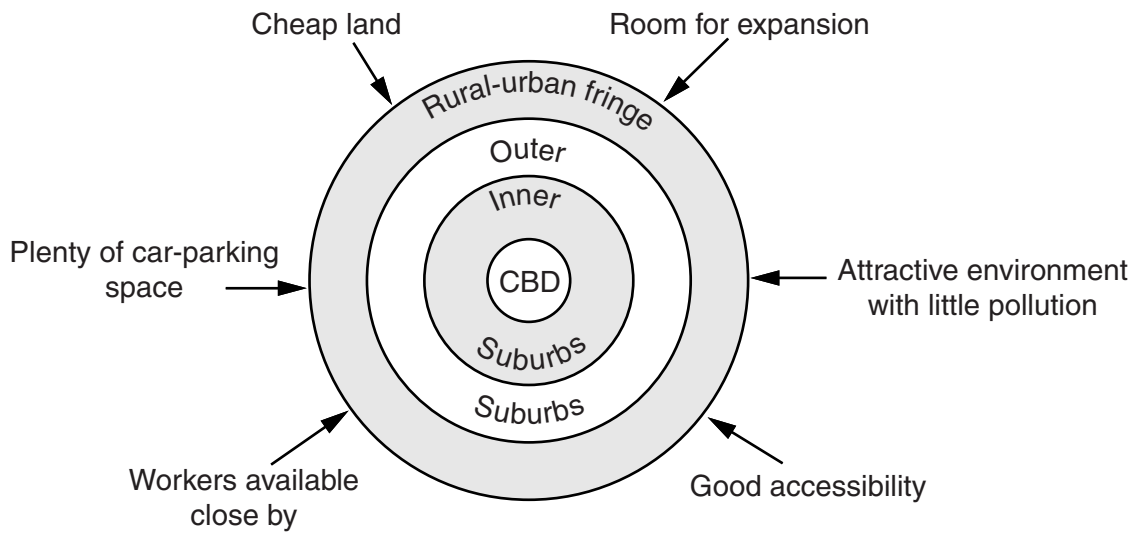 Cheap land
Room for expansion
Rural-urban fringe
Outer
Inner
Plenty of car-parking
space
CBD
Attractive environment
with little pollution
Suburbs
Suburbs
Workers available
close by
Good accessibility